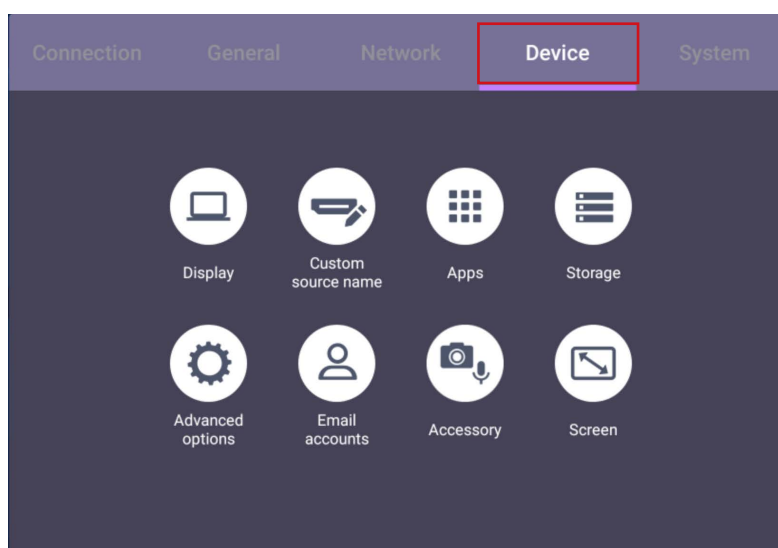 Connection General Network Device System
Display
Custom
source name
Apps
Storage
Advanced
options
Email
accounts
Accessory
Screen